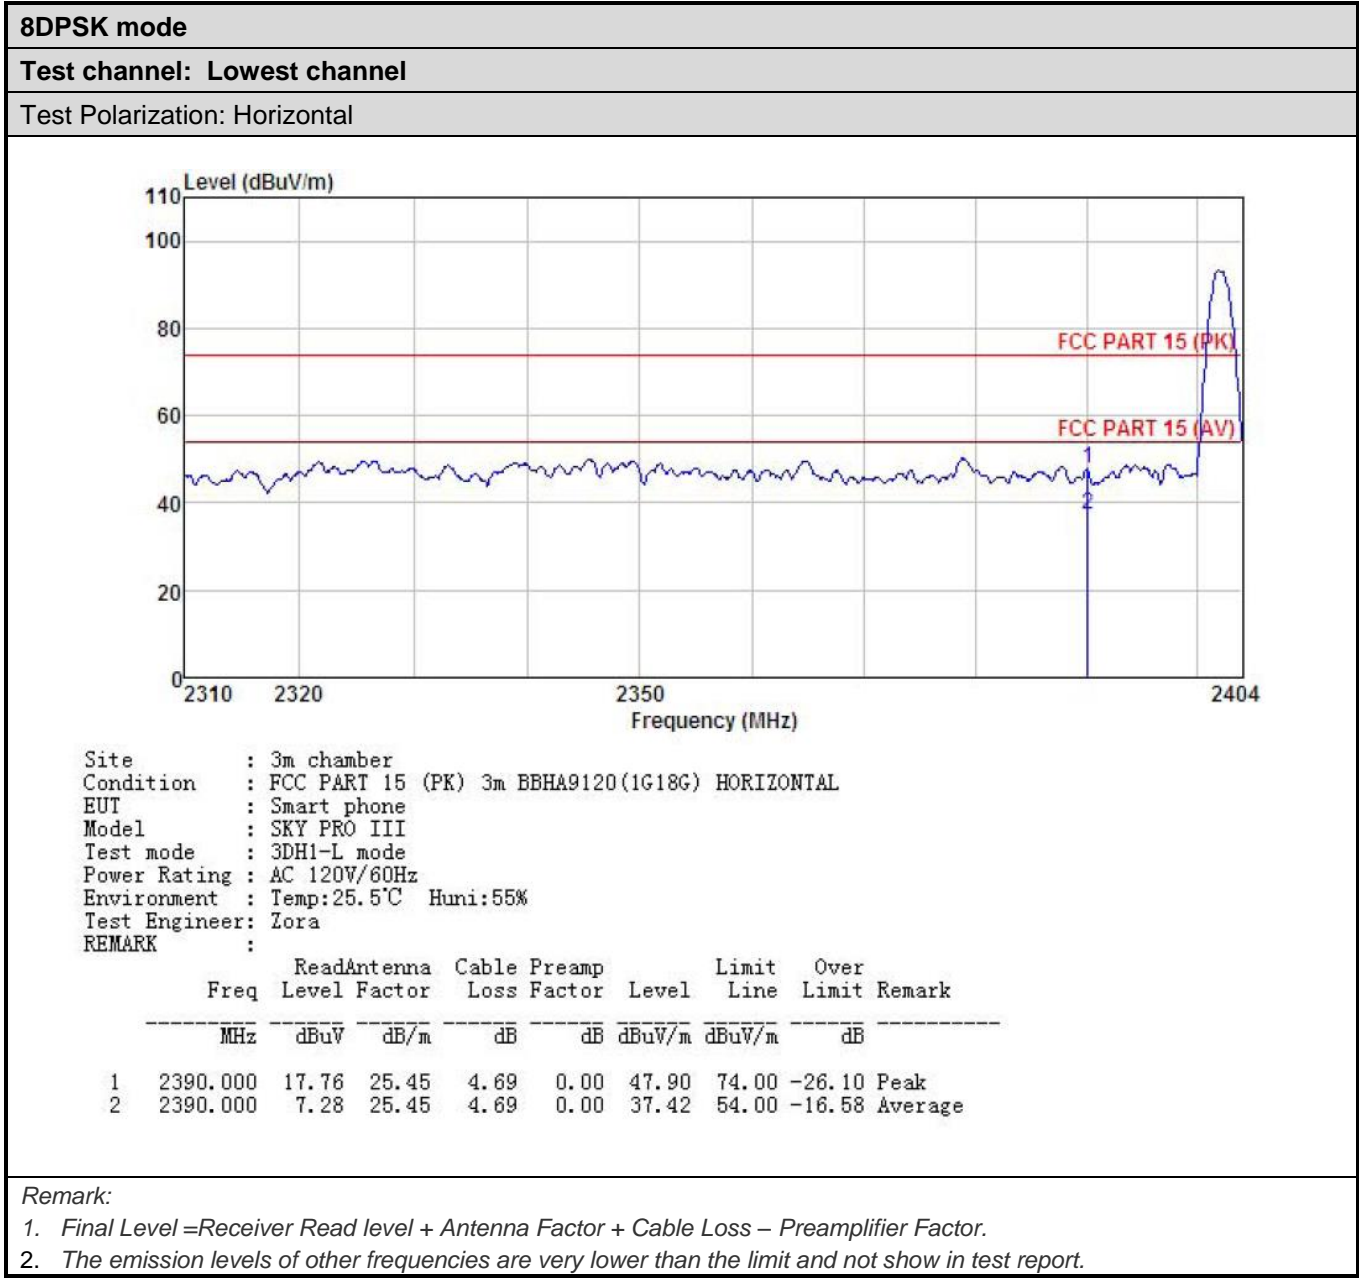 8DPSK mode
Test channel: Lowest channel
Test Polarization: Horizontal
Level (dBuV/m)
110
100
80
60
40
20
0
FCC PART 15 (PK)
FCC PART 15 (AV)
1
2
2310 2320 2350 2404
Frequency (MHz)
Site : 3m chamber
Condition : FCC PART 15 (PK) 3m BBHA9120(1G18G) HORIZONTAL
EUT : Smart phone
Model : SKY PRO III
Test mode : 3DH1-L mode
Power Rating : AC 120V/60Hz
Environment : Temp:25.5℃ Huni:55%
Test Engineer: Zora
REMARK :
ReadAntenna Cable Preamp Limit Over
Freq Level Factor Loss Factor Level Line Limit Remark
MHz dBuV dB/m dB dB dBuV/m dBuV/m dB
1 2390.000 17.76 25.45 4.69 0.00 47.90 74.00 -26.10 Peak
2 2390.000 7.28 25.45 4.69 0.00 37.42 54.00 -16.58 Average
Remark:
1. Final Level =Receiver Read level + Antenna Factor + Cable Loss – Preamplifier Factor.
2. The emission levels of other frequencies are very lower than the limit and not show in test report.